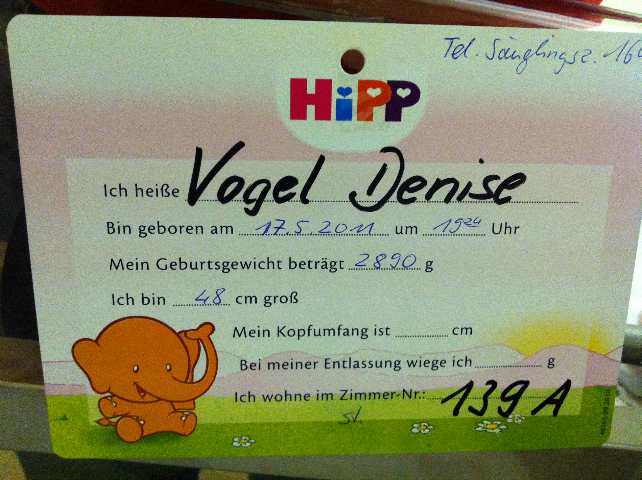 Tel. Säuglingsz. 160
HiPP
Ich heiße Vogel Denise
Bin geboren am 17.5.2011 um 19²⁴ Uhr
Mein Geburtsgewicht beträgt 2890 g
Ich bin 48 cm groß
Mein Kopfumfang ist cm
Bei meiner Entlassung wiege ich g
Ich wohne im Zimmer-Nr.: 139 A